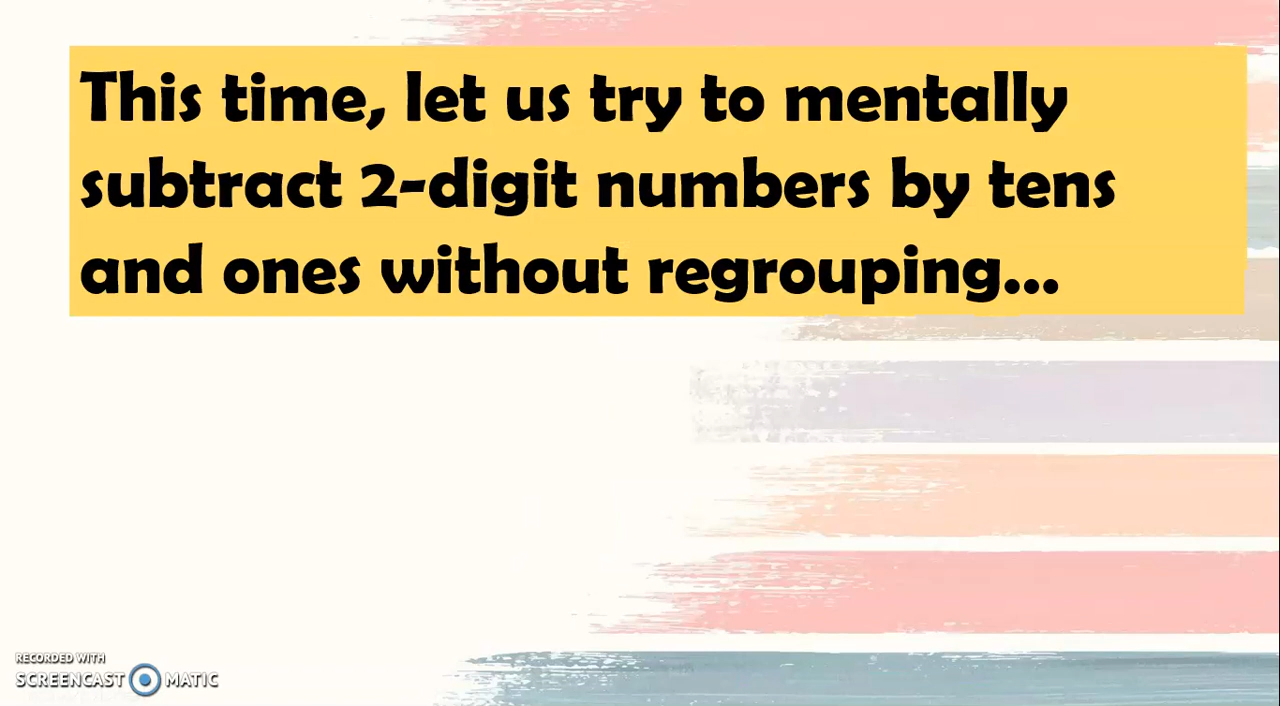 This time, let us try to mentally
subtract 2-digit numbers by tens
and ones without regrouping...
RECORDED WITH
SCREENCAST MATIC